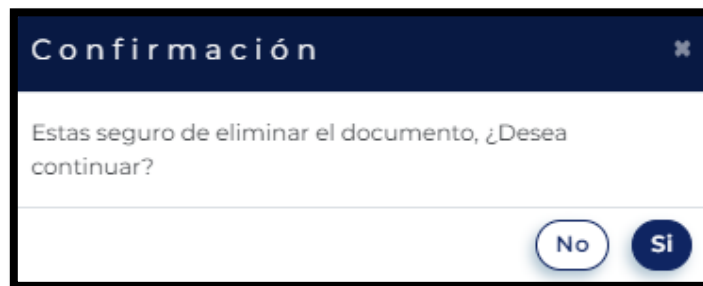 Confirmación
Estas seguro de eliminar el documento, ¿Desea
continuar?
No
Si